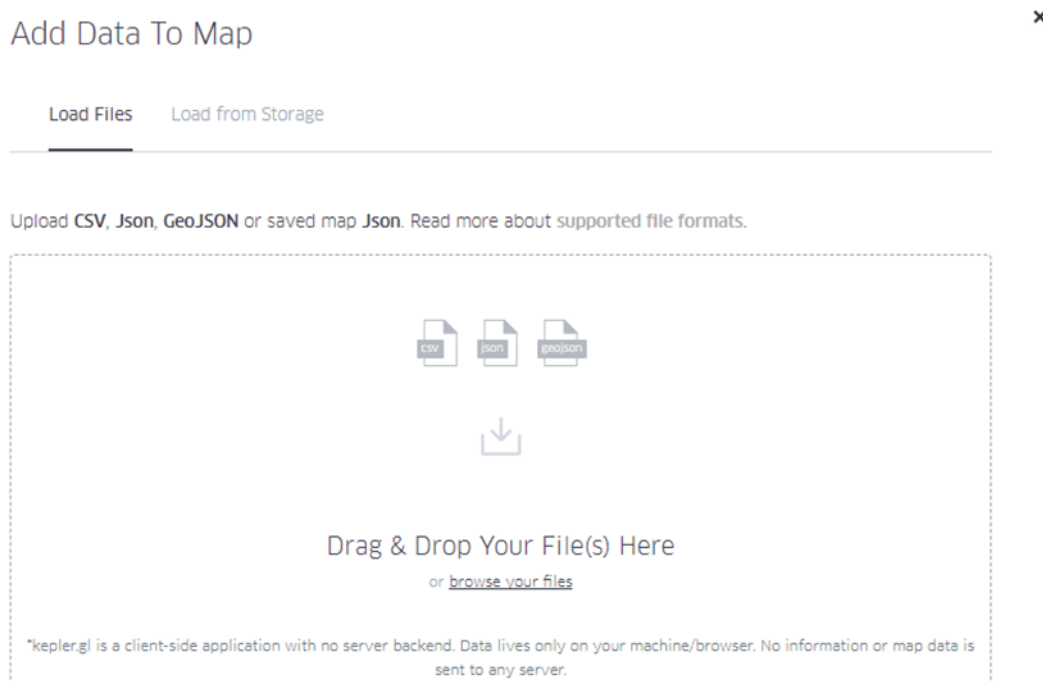 Add Data To Map
×
Load Files Load from Storage
Upload CSV, Json, GeoJSON or saved map Json. Read more about supported file formats.
csv json geojson
Drag & Drop Your File(s) Here
or browse your files
*kepler.gl is a client-side application with no server backend. Data lives only on your machine/browser. No information or map data is
sent to any server.